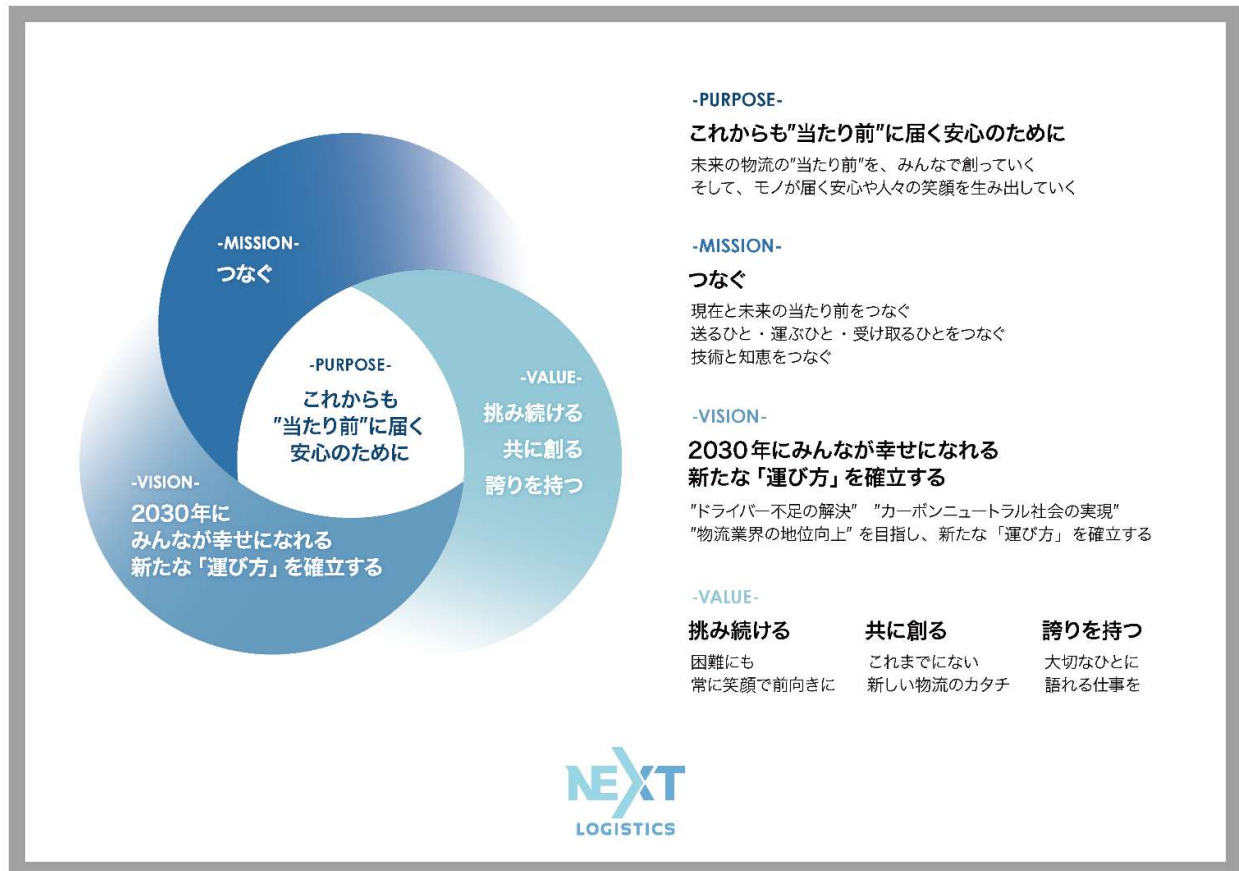 -MISSION-
つなぐ
-PURPOSE-
これからも
"当たり前"に届く
安心のために
-VALUE-
挑み続ける
共に創る
誇りを持つ
-VISION-
2030年に
みんなが幸せになれる
新たな「運び方」を確立する
-PURPOSE-
これからも"当たり前"に届く安心のために
未来の物流の"当たり前"を、みんなで創っていく
そして、モノが届く安心や人々の笑顔を生み出していく
-MISSION-
つなぐ
現在と未来の当たり前をつなぐ
送るひと・運ぶひと・受け取るひとをつなぐ
技術と知恵をつなぐ
-VISION-
2030年にみんなが幸せになれる
新たな「運び方」を確立する
"ドライバー不足の解決" "カーボンニュートラル社会の実現"
"物流業界の地位向上" を目指し、新たな「運び方」を確立する
-VALUE-
挑み続ける
困難にも
常に笑顔で前向きに
共に創る
これまでにない
新しい物流のカタチ
誇りを持つ
大切なひとに
語れる仕事を
NEXT
LOGISTICS